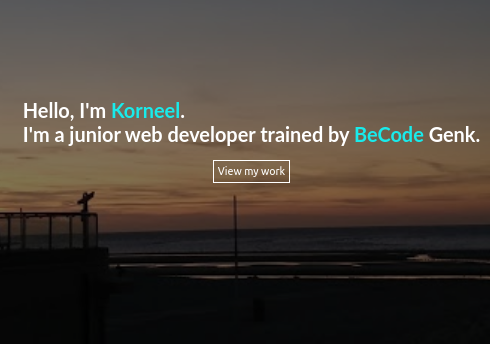 Hello, I'm Korneel.
I'm a junior web developer trained by BeCode Genk.
View my work